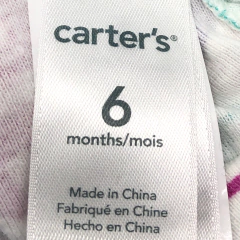 carter's®
6
months/mois
Made in China
Fabriqué en Chine
Hecho en China